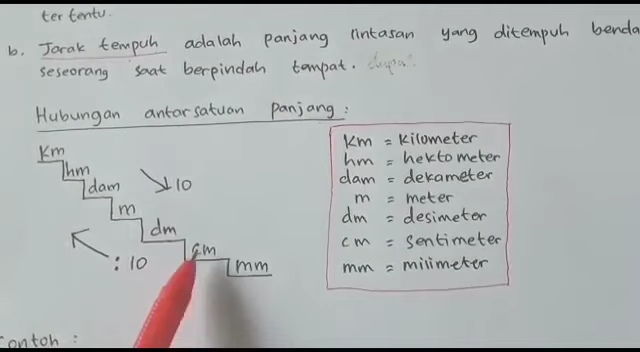 tertentu.
b. Jarak tempuh adalah panjang lintasan yang ditempuh benda
seseorang saat berpindah tempat.
Hubungan antarsatuan panjang :
km
hm
dam
m
dm
cm
mm
10
: 10
km = kilometer
hm = hektometer
dam = dekameter
m = meter
dm = desimeter
cm = sentimeter
mm = milimeter
Contoh :